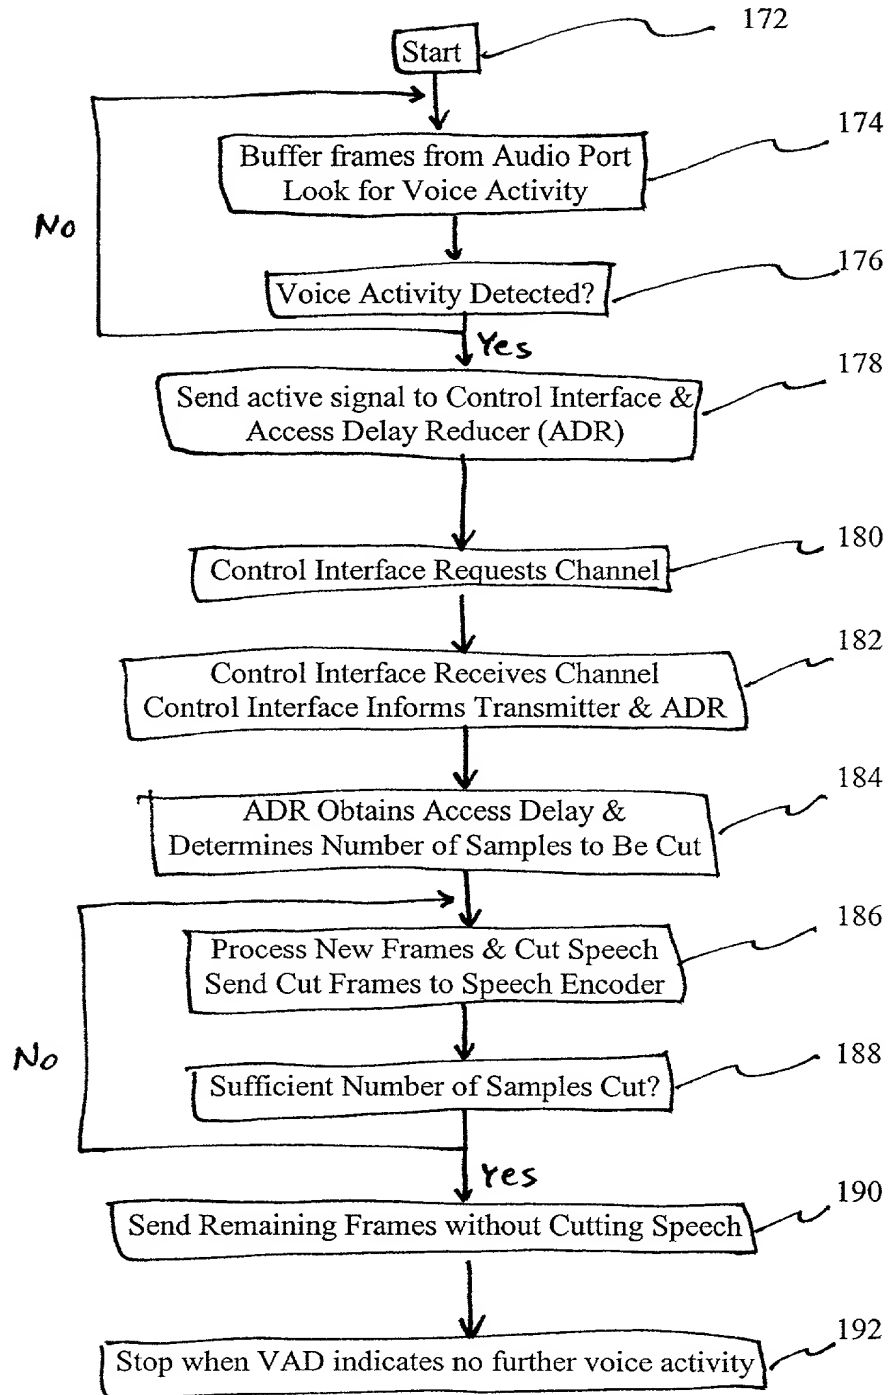 172
Start
174
Buffer frames from Audio Port
Look for Voice Activity
No
176
Voice Activity Detected?
Yes
178
Send active signal to Control Interface &
Access Delay Reducer (ADR)
180
Control Interface Requests Channel
182
Control Interface Receives Channel
Control Interface Informs Transmitter & ADR
184
ADR Obtains Access Delay &
Determines Number of Samples to Be Cut
186
Process New Frames & Cut Speech
Send Cut Frames to Speech Encoder
No
188
Sufficient Number of Samples Cut?
Yes
190
Send Remaining Frames without Cutting Speech
192
Stop when VAD indicates no further voice activity